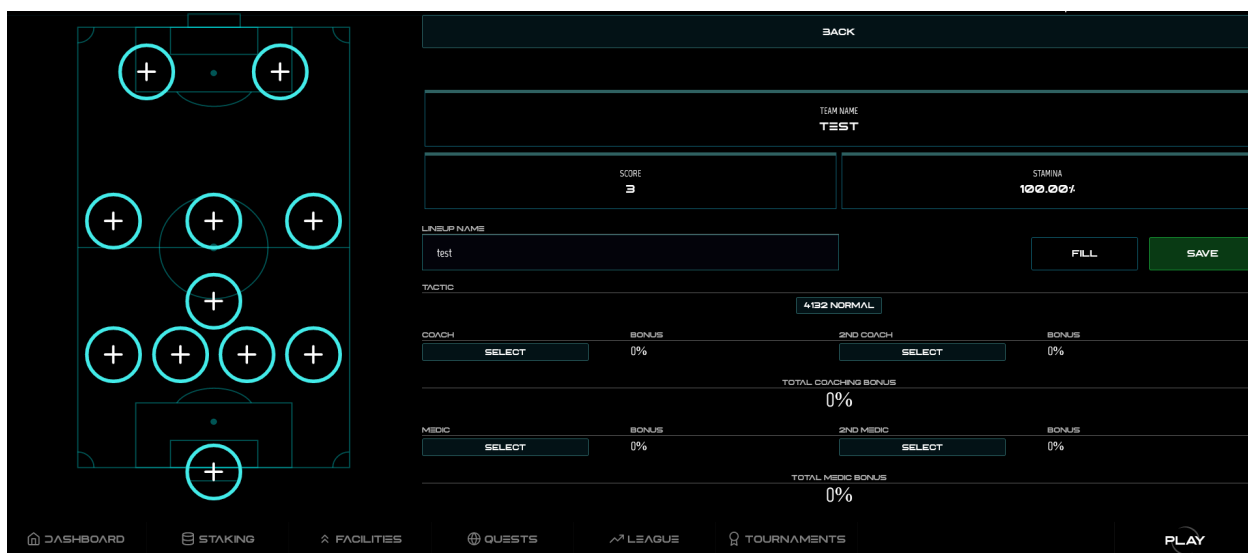 BACK
TEAM NAME
TEST
SCORE
3
STAMINA
100.00%
LINEUP NAME
test
FILL
SAVE
TACTIC
4132 NORMAL
COACH
BONUS
2ND COACH
BONUS
SELECT
0%
SELECT
0%
TOTAL COACHING BONUS
0%
MEDIC
BONUS
2ND MEDIC
BONUS
SELECT
0%
SELECT
0%
TOTAL MEDIC BONUS
0%
DASHBOARD
STAKING
FACILITIES
QUESTS
LEAGUE
TOURNAMENTS
PLAY